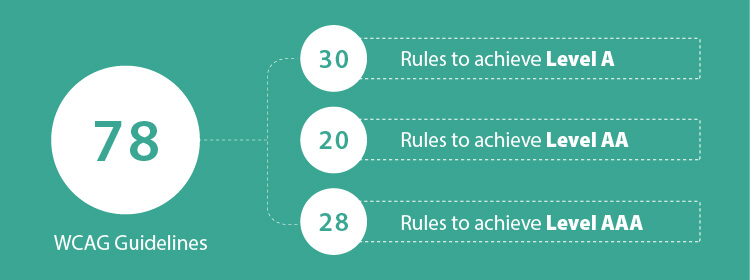 78
WCAG Guidelines
30
Rules to achieve Level A
20
Rules to achieve Level AA
28
Rules to achieve Level AAA